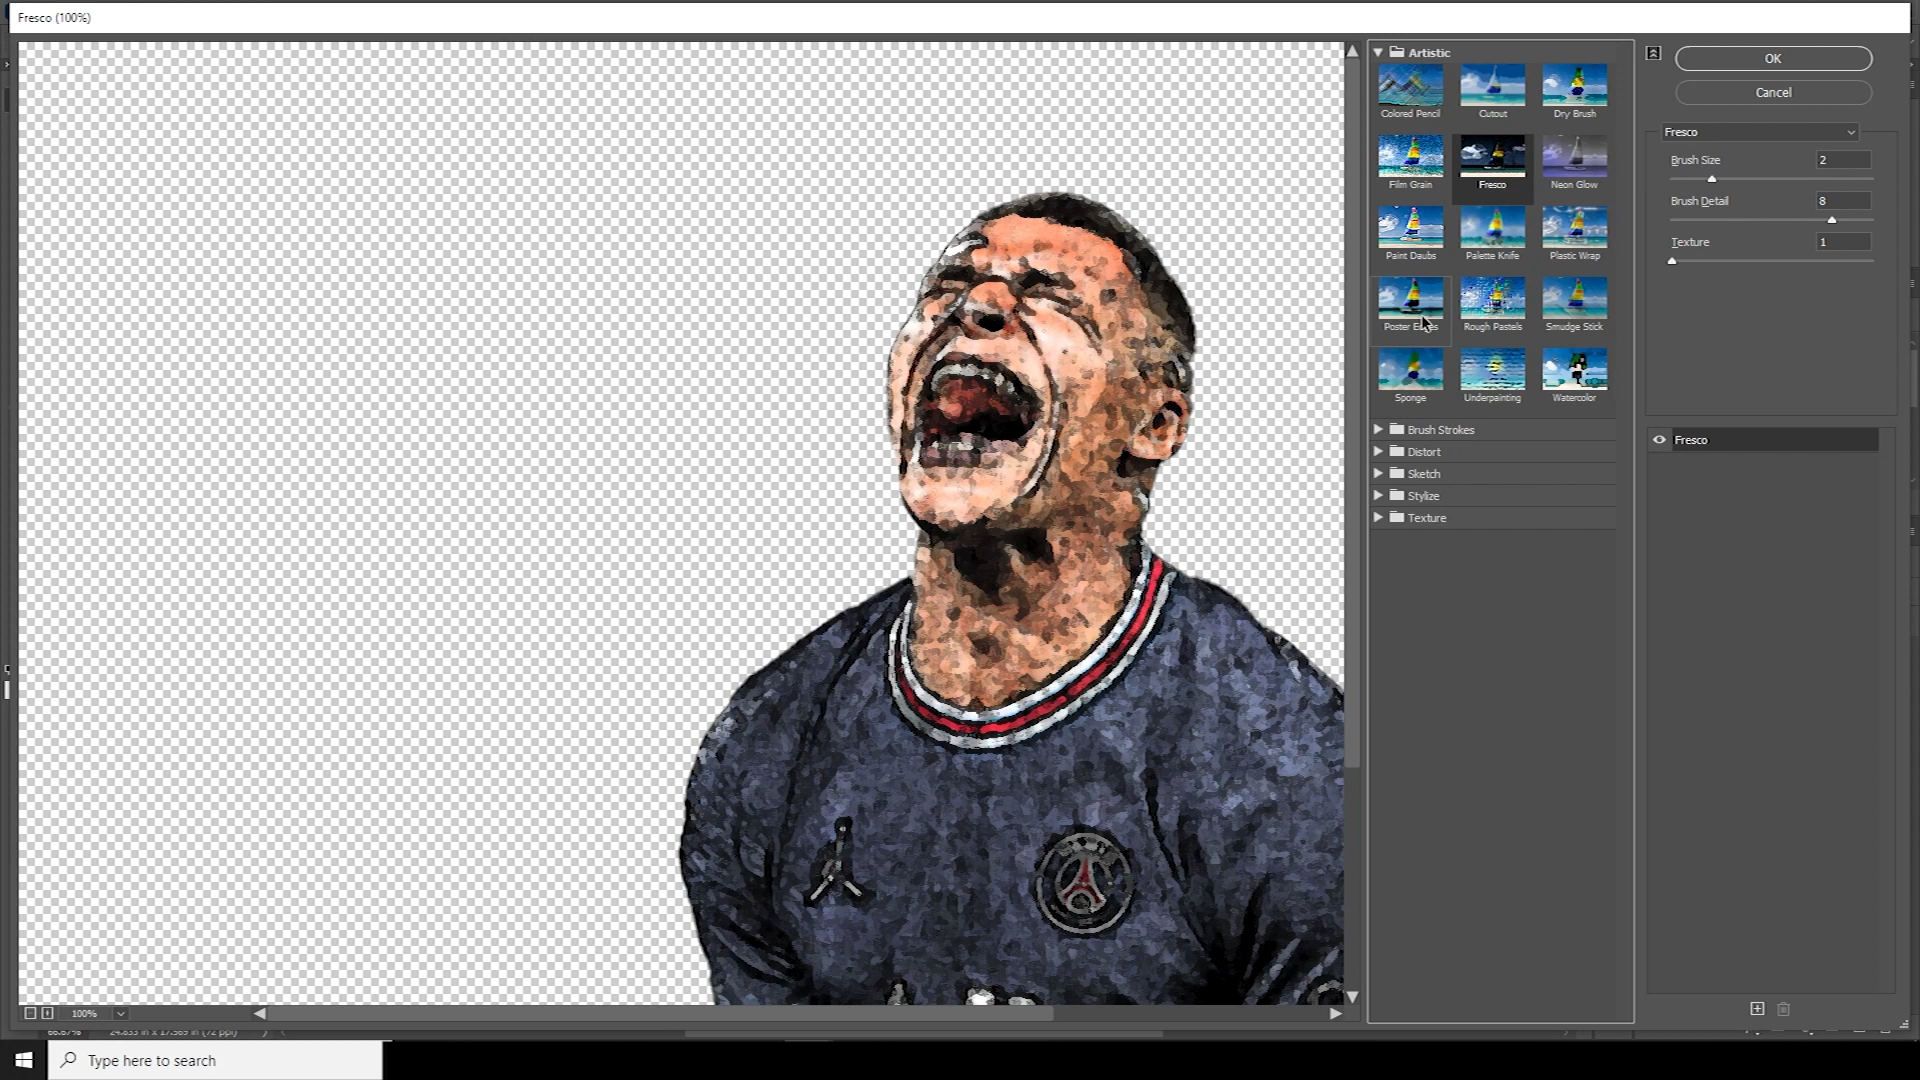 Fresco (100%)
Artistic
Colored Pencil
Cutout
Dry Brush
Film Grain
Fresco
Neon Glow
Paint Daubs
Palette Knife
Plastic Wrap
Poster Edges
Rough Pastels
Smudge Stick
Sponge
Underpainting
Watercolor
Brush Strokes
Distort
Sketch
Stylize
Texture
OK
Cancel
Fresco
Brush Size 2
Brush Detail 8
Texture 1
Fresco
100%
Type here to search